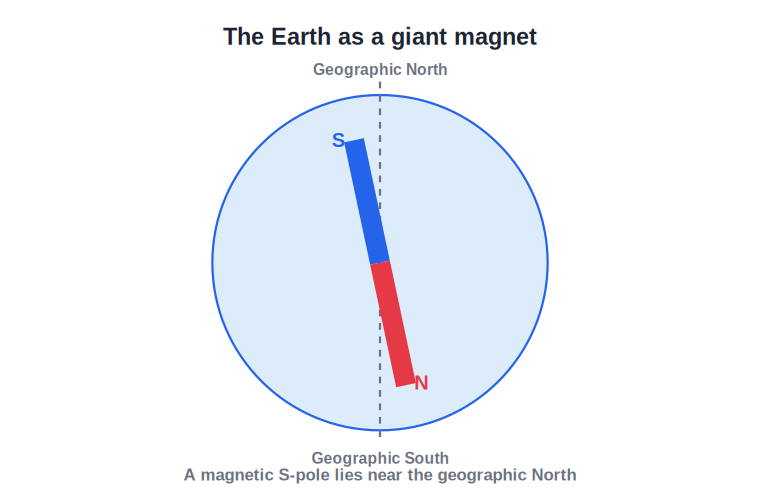 The Earth as a giant magnet
Geographic North
S
N
Geographic South
A magnetic S-pole lies near the geographic North